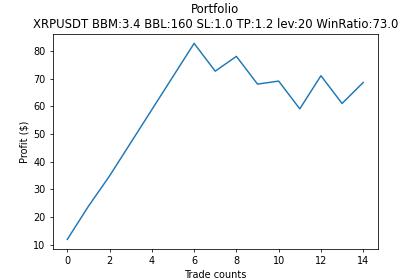 Portfolio
XRPUSDT BBM:3.4 BBL:160 SL:1.0 TP:1.2 lev:20 WinRatio:73.0
80
70
60
50
40
30
20
10
Profit ($)
0 2 4 6 8 10 12 14
Trade counts